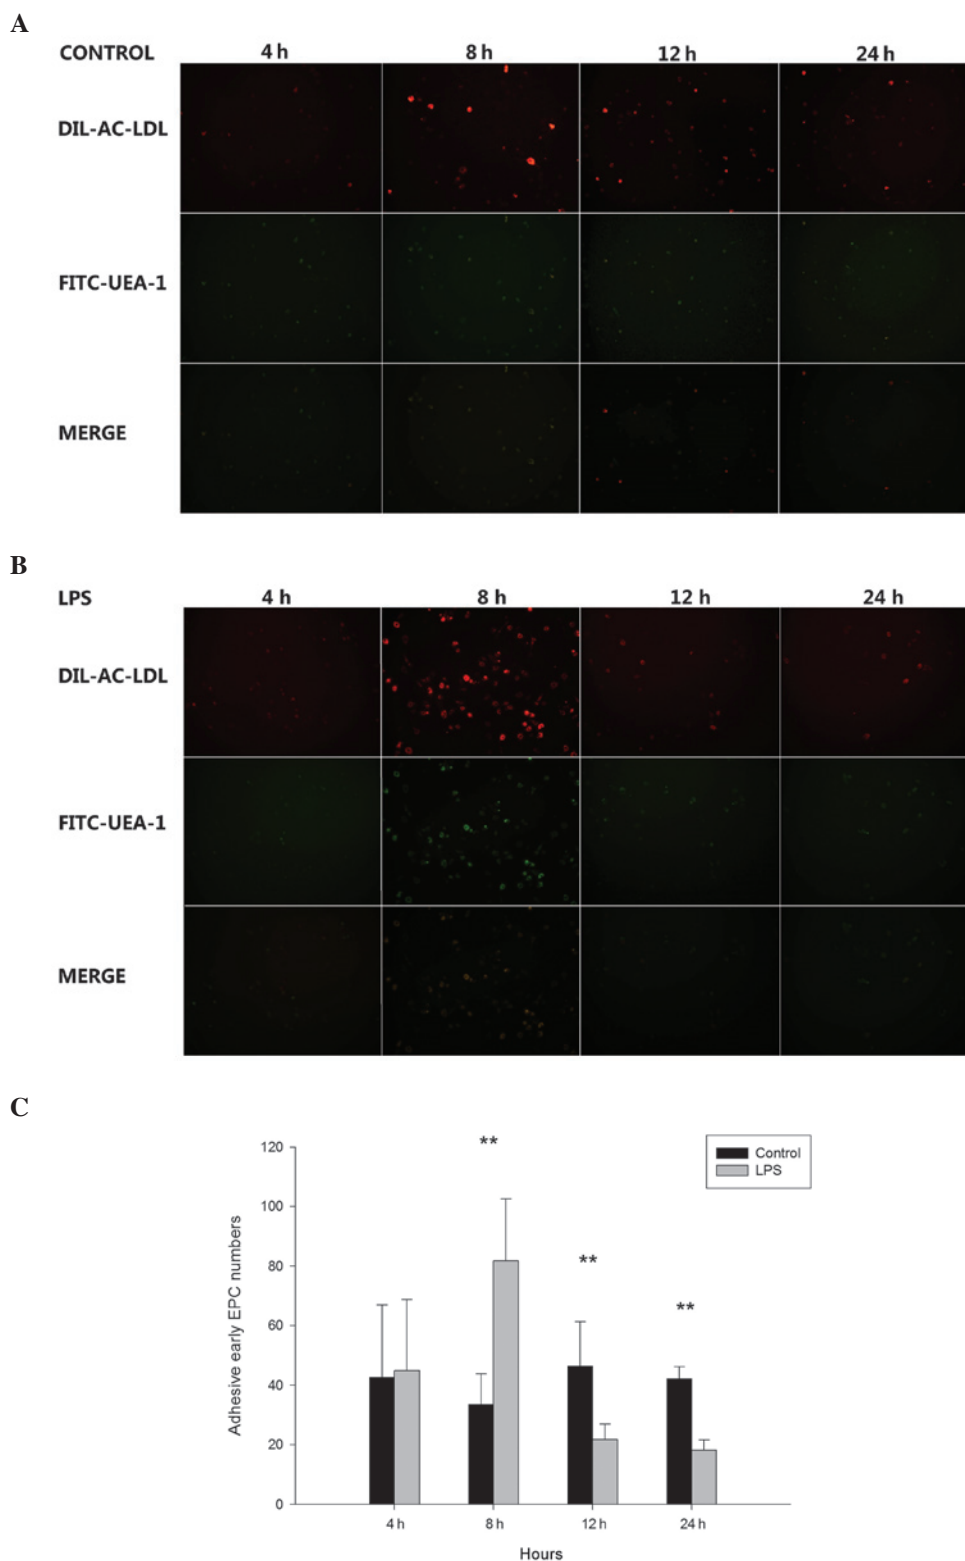 A
CONTROL 4 h 8 h 12 h 24 h
DIL-AC-LDL
FITC-UEA-1
MERGE
B
LPS 4 h 8 h 12 h 24 h
DIL-AC-LDL
FITC-UEA-1
MERGE
C
120
100
80
60
40
20
0
Adhesive early EPC numbers
**
**
**
Control
LPS
4 h 8 h 12 h 24 h
Hours